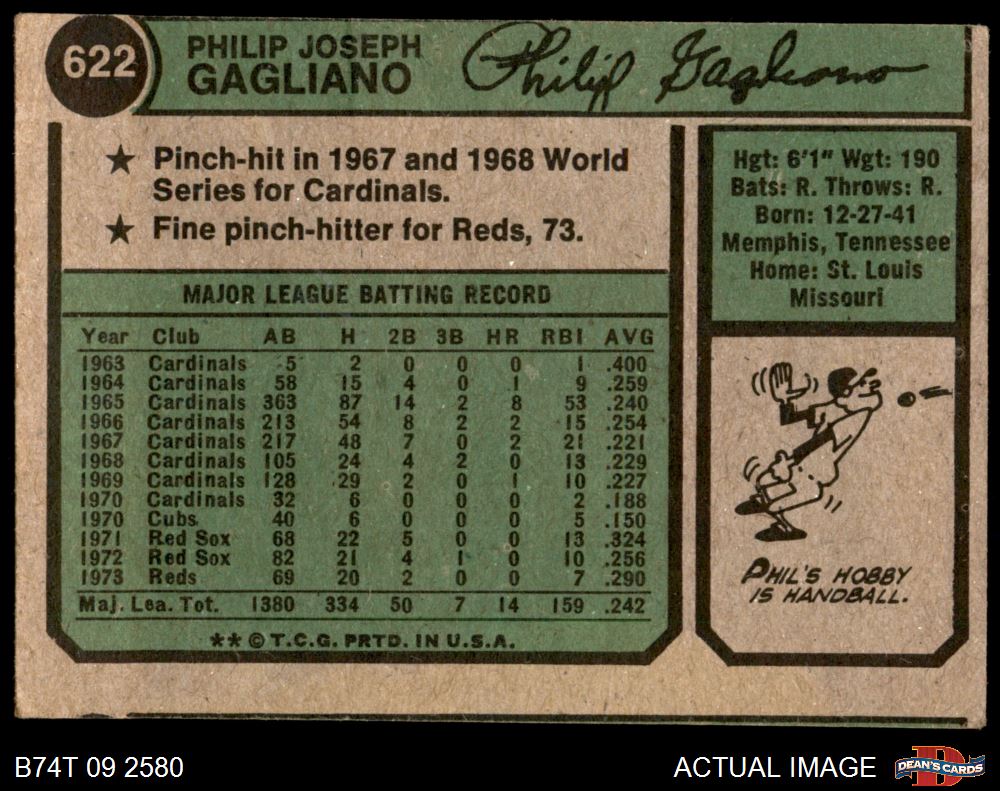 622
PHILIP JOSEPH
GAGLIANO
Philip Gagliano
★ Pinch-hit in 1967 and 1968 World
Series for Cardinals.
★ Fine pinch-hitter for Reds, 73.
Hgt: 6'1" Wgt: 190
Bats: R. Throws: R.
Born: 12-27-41
Memphis, Tennessee
Home: St. Louis
Missouri
MAJOR LEAGUE BATTING RECORD
Year Club AB H 2B 3B HR RBI AVG
1963 Cardinals 5 2 0 0 0 1 .400
1964 Cardinals 58 15 4 0 1 9 .259
1965 Cardinals 363 87 14 2 8 53 .240
1966 Cardinals 213 54 8 2 2 15 .254
1967 Cardinals 217 48 7 0 2 21 .221
1968 Cardinals 105 24 4 2 0 13 .229
1969 Cardinals 128 29 2 0 1 10 .227
1970 Cardinals 32 6 0 0 0 2 .188
1970 Cubs 40 6 0 0 0 5 .150
1971 Red Sox 68 22 5 0 0 13 .324
1972 Red Sox 82 21 4 1 0 10 .256
1973 Reds 69 20 2 0 0 7 .290
Maj. Lea. Tot. 1380 334 50 7 14 159 .242
** © T.C.G. PRTD. IN U.S.A.
PHIL'S HOBBY
IS HANDBALL.
B74T 09 2580
ACTUAL IMAGE
DEAN'S CARDS